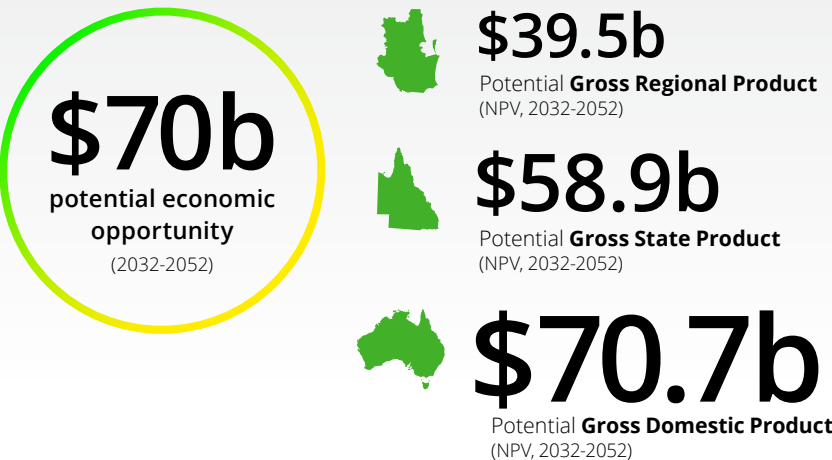 $70b
potential economic
opportunity
(2032-2052)
$39.5b
Potential Gross Regional Product
(NPV, 2032-2052)
$58.9b
Potential Gross State Product
(NPV, 2032-2052)
$70.7b
Potential Gross Domestic Product
(NPV, 2032-2052)